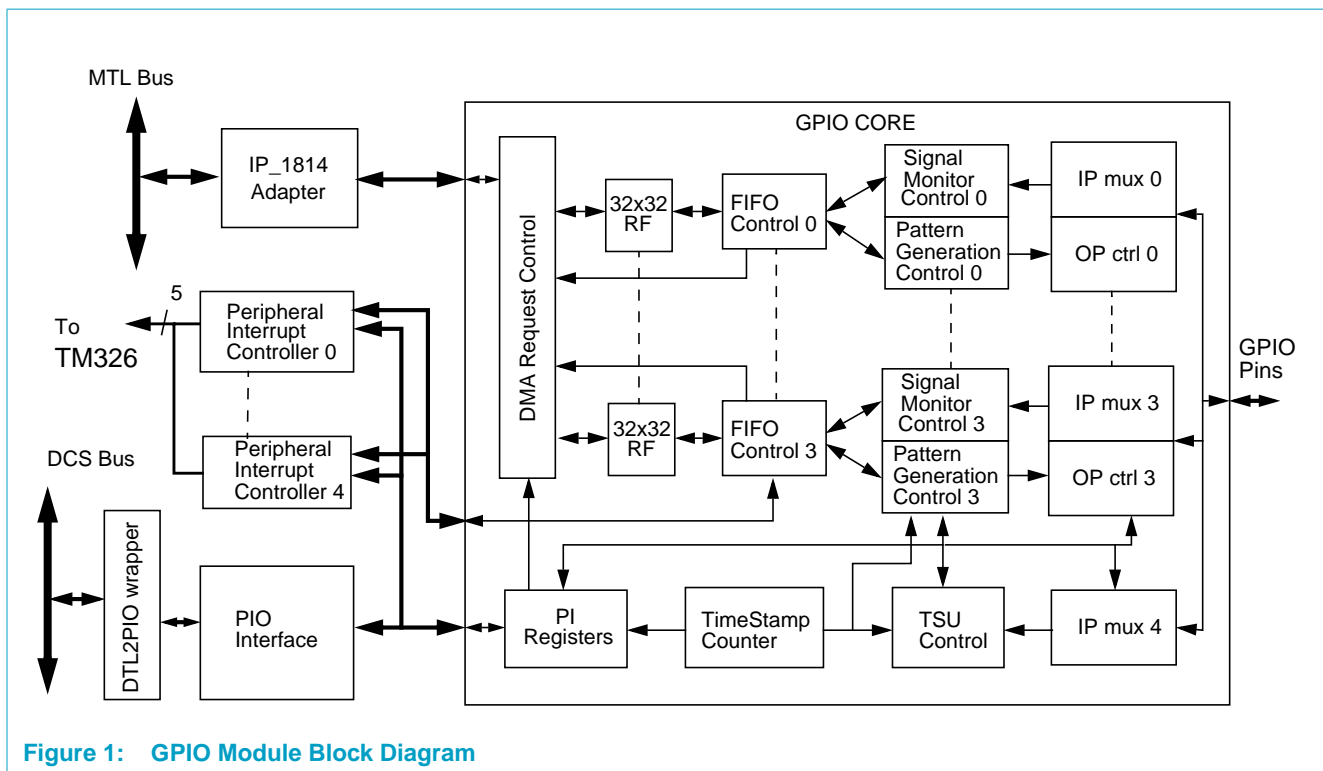 MTL Bus
IP_1814
Adapter
GPIO CORE
DMA Request Control
32x32
RF
FIFO
Control 0
Signal
Monitor
Control 0
Pattern
Generation
Control 0
IP mux 0
OP ctrl 0
5
To
TM326
Peripheral
Interrupt
Controller 0
Peripheral
Interrupt
Controller 4
32x32
RF
FIFO
Control 3
Signal
Monitor
Control 3
Pattern
Generation
Control 3
IP mux 3
OP ctrl 3
GPIO
Pins
DCS Bus
DTL2PIO wrapper
PIO
Interface
PI
Registers
TimeStamp
Counter
TSU
Control
IP mux 4
Figure 1: GPIO Module Block Diagram